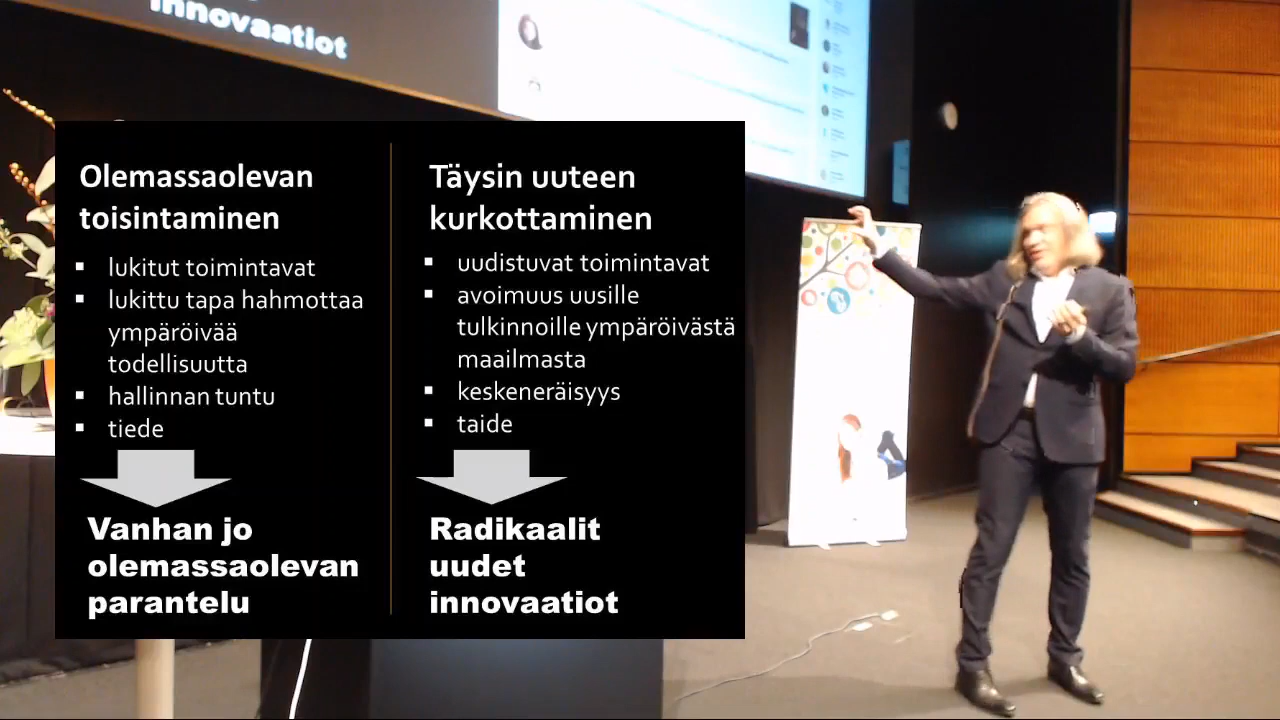 innovaatiot
Olemassaolevan
toisintaminen
▪ lukitut toimintavat
▪ lukittu tapa hahmottaa
ympäröivää
todellisuutta
▪ hallinnan tuntu
▪ tiede
Vanhan jo
olemassaolevan
parantelu
Täysin uuteen
kurkottaminen
▪ uudistuvat toimintavat
▪ avoimuus uusille
tulkinnoille ympäröivästä
maailmasta
▪ keskeneräisyys
▪ taide
Radikaalit
uudet
innovaatiot